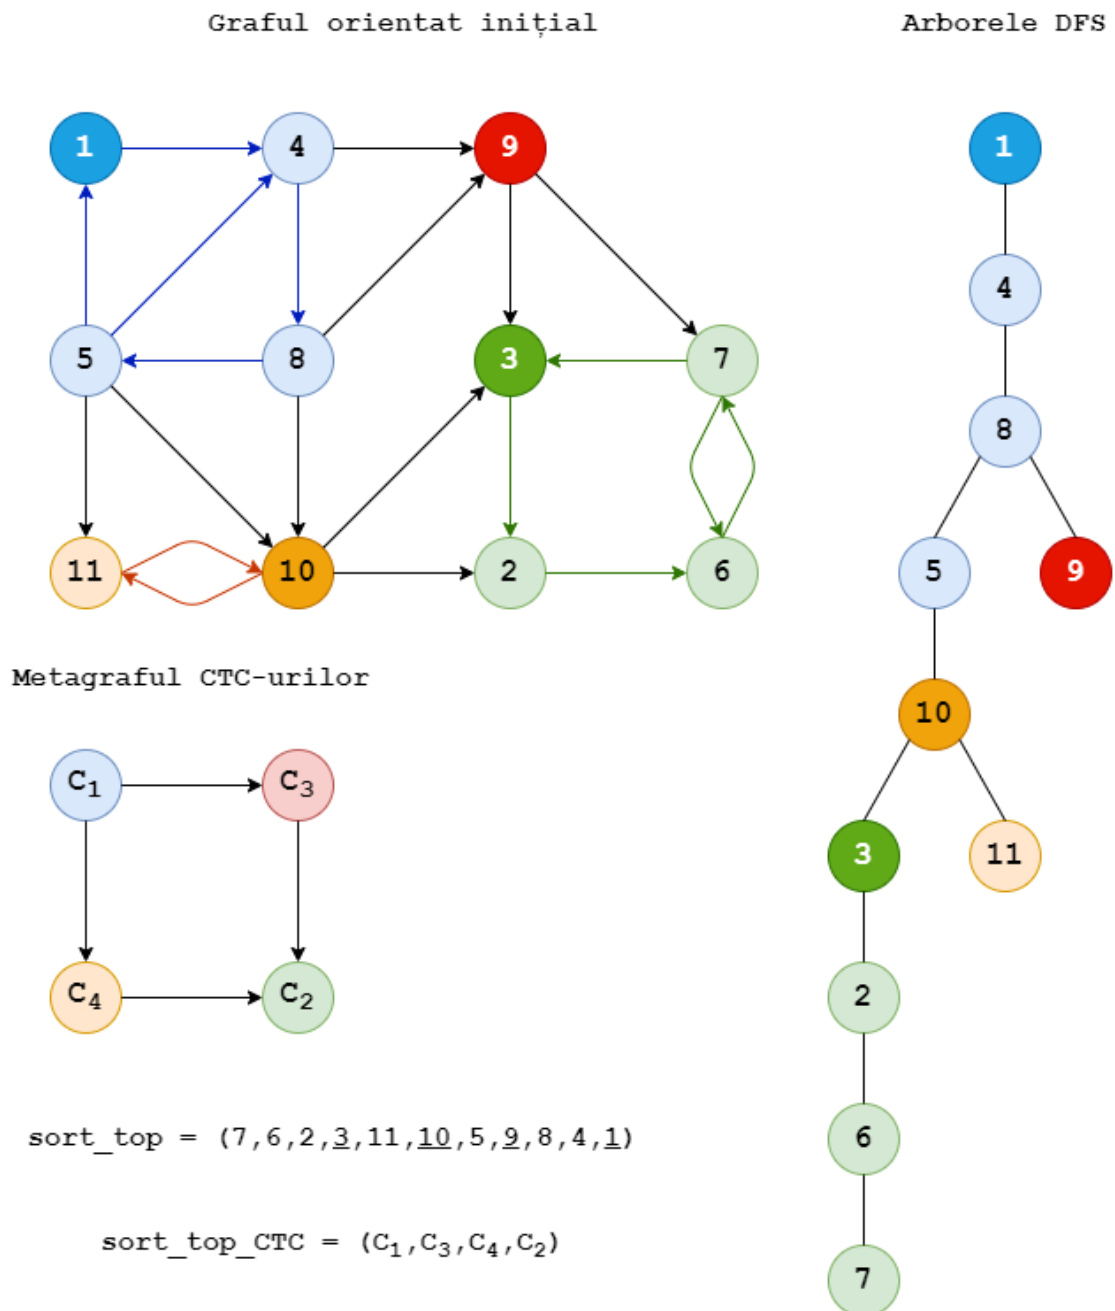 Graful orientat inițial
Arborele DFS
1 4 9
1
4
5 8 3 7
8
11 10 2 6
5 9
Metagraful CTC-urilor
10
C₁ C₃
3 11
C₄ C₂
2
sort_top = (7,6,2,3,11,10,5,9,8,4,1)
6
sort_top_CTC = (C₁,C₃,C₄,C₂)
7